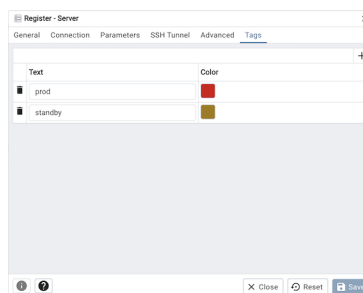 Register - Server
General Connection Parameters SSH Tunnel Advanced Tags
Text Color
prod
standby
Close Reset Save